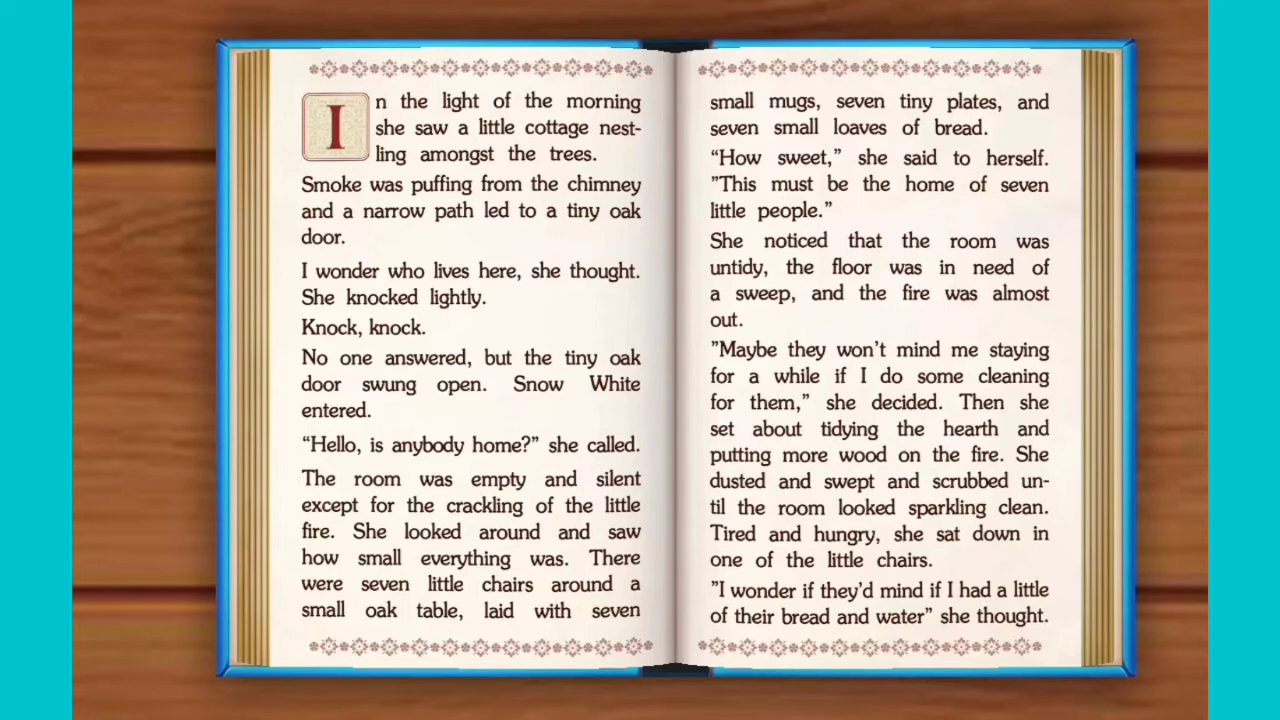 In the light of the morning
she saw a little cottage nest-
ling amongst the trees.
Smoke was puffing from the chimney
and a narrow path led to a tiny oak
door.
I wonder who lives here, she thought.
She knocked lightly.
Knock, knock.
No one answered, but the tiny oak
door swung open. Snow White
entered.
“Hello, is anybody home?” she called.
The room was empty and silent
except for the crackling of the little
fire. She looked around and saw
how small everything was. There
were seven little chairs around a
small oak table, laid with seven
small mugs, seven tiny plates, and
seven small loaves of bread.
“How sweet,” she said to herself.
”This must be the home of seven
little people.”
She noticed that the room was
untidy, the floor was in need of
a sweep, and the fire was almost
out.
”Maybe they won’t mind me staying
for a while if I do some cleaning
for them,” she decided. Then she
set about tidying the hearth and
putting more wood on the fire. She
dusted and swept and scrubbed un-
til the room looked sparkling clean.
Tired and hungry, she sat down in
one of the little chairs.
”I wonder if they’d mind if I had a little
of their bread and water” she thought.